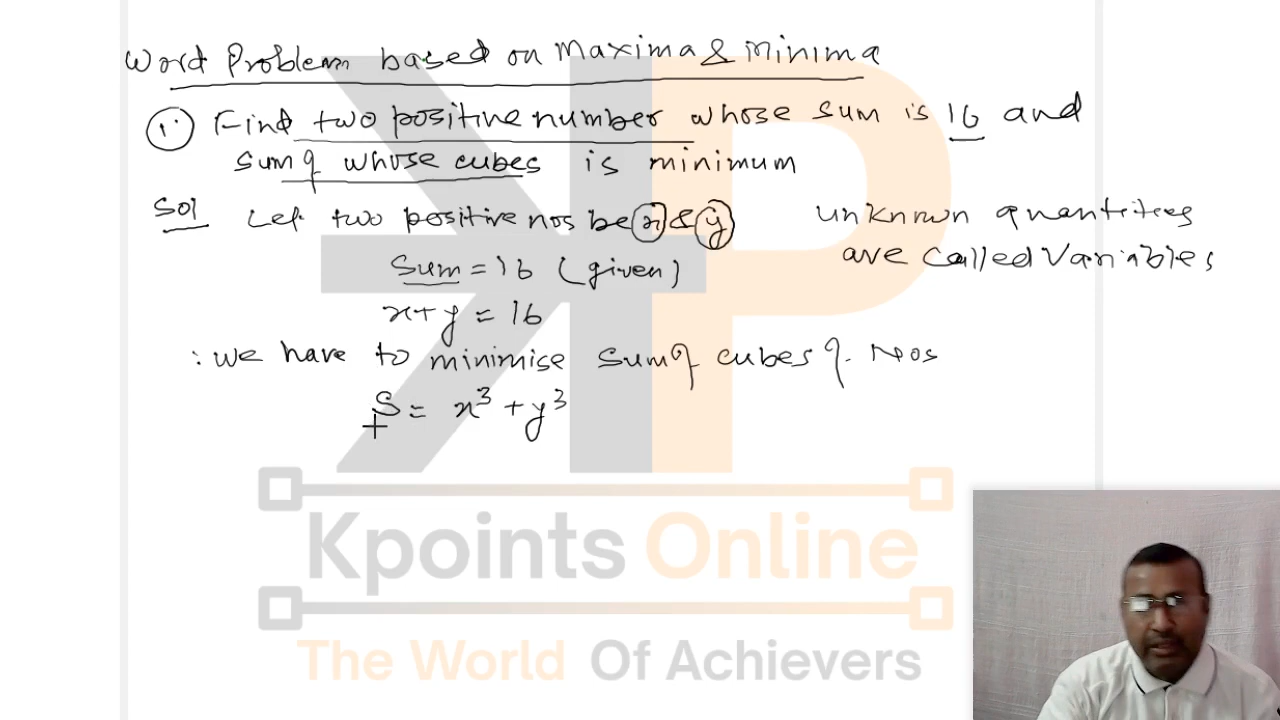 Word Problem based on Maxima & Minima
1. Find two positive number whose sum is 16 and
sum of whose cubes is minimum
Sol Let two positive nos be x & y
unknown quantities
are called Variables
Sum = 16 (given)
x + y = 16
∴ we have to minimise sum of cubes of Nos
S = x³ + y³
KP
Kpoints Online
The World Of Achievers